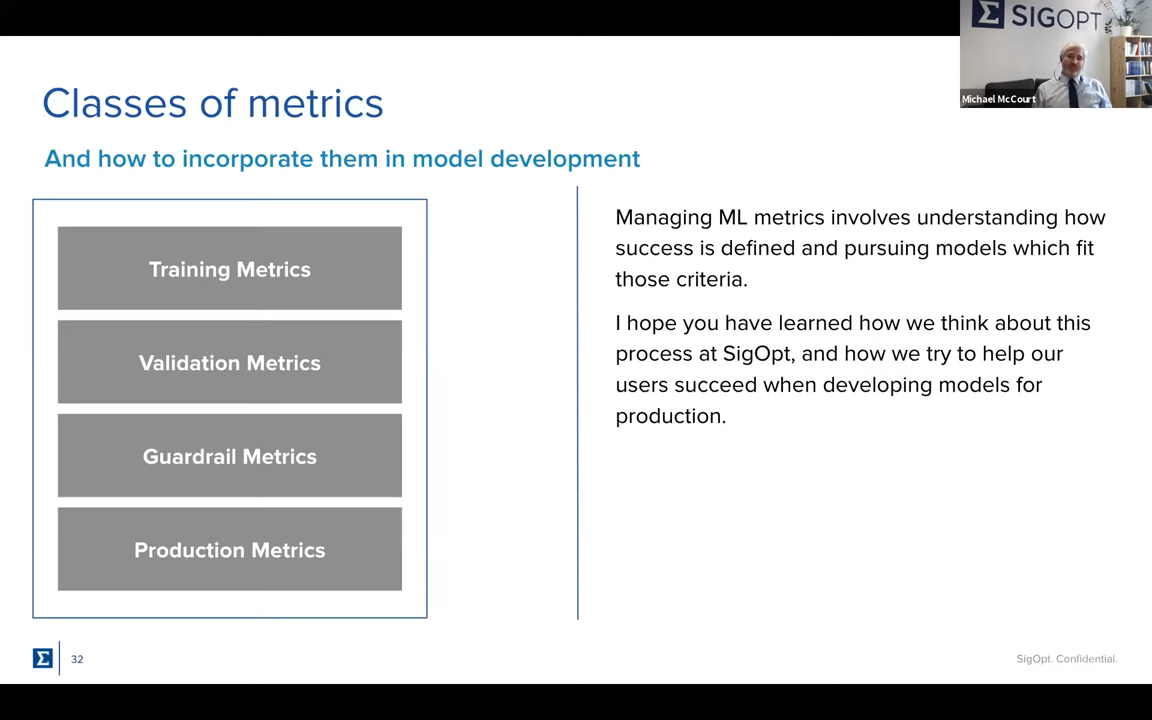 SIGOPT
Michael McCourt
Classes of metrics
And how to incorporate them in model development
Training Metrics
Validation Metrics
Guardrail Metrics
Production Metrics
Managing ML metrics involves understanding how
success is defined and pursuing models which fit
those criteria.
I hope you have learned how we think about this
process at SigOpt, and how we try to help our
users succeed when developing models for
production.
32
SigOpt. Confidential.